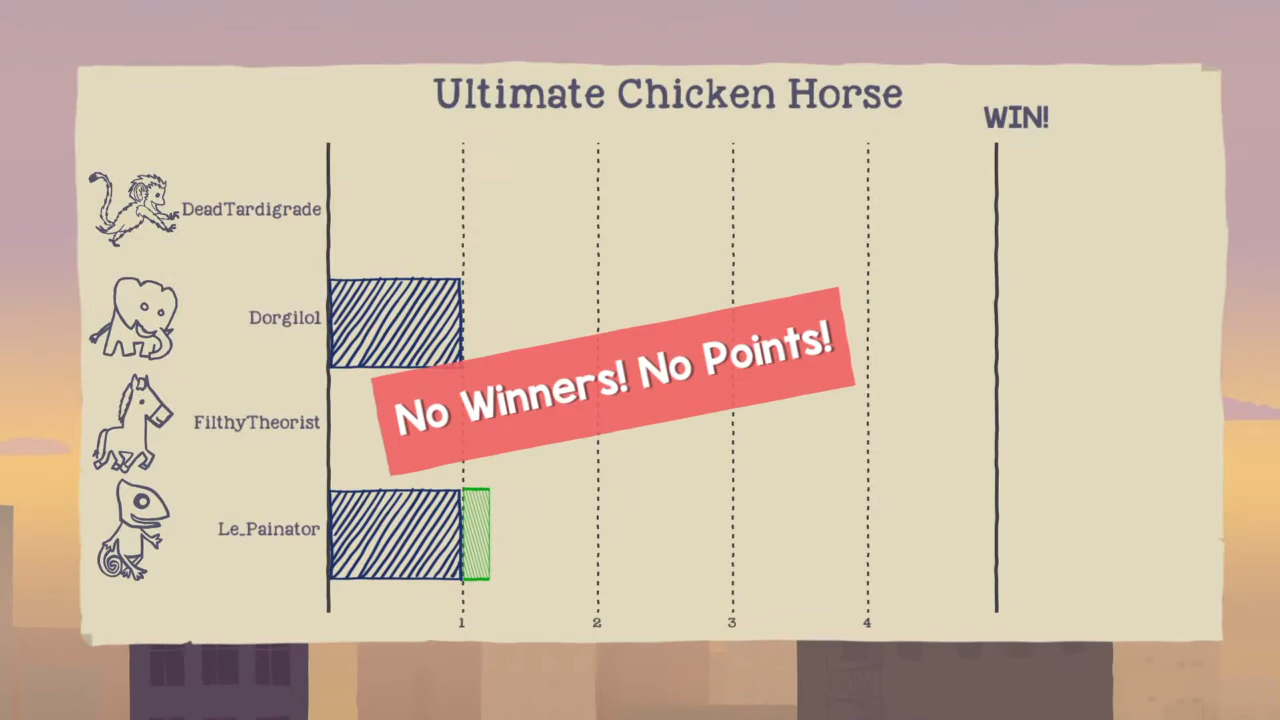 Ultimate Chicken Horse
WIN!
DeadTardigrade
Dorgilol
No Winners! No Points!
FilthyTheorist
Le_Painator
1 2 3 4